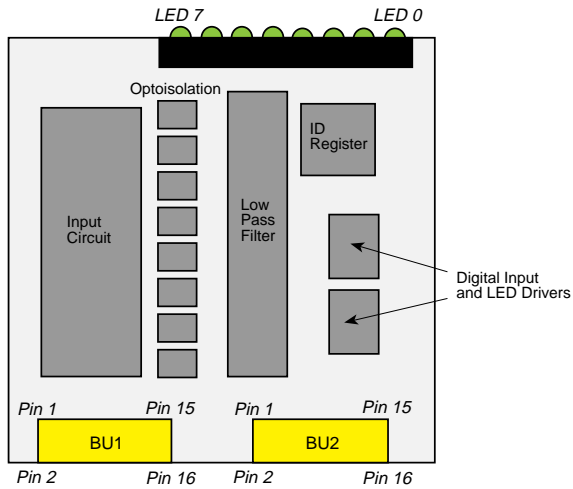 LED 7
LED 0
Optoisolation
ID
Register
Input
Circuit
Low
Pass
Filter
Digital Input
and LED Drivers
Pin 1
Pin 15
Pin 1
Pin 15
BU1
BU2
Pin 2
Pin 16
Pin 2
Pin 16